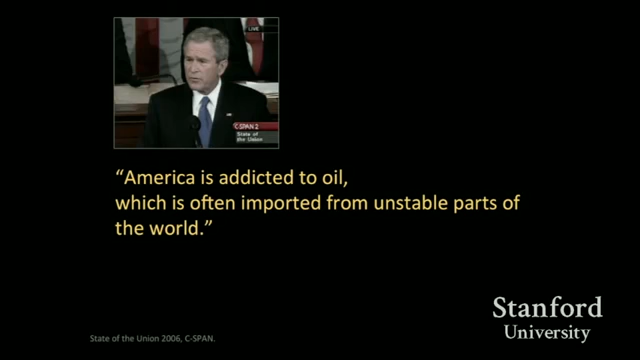 LIVE
C-SPAN 2
State of
the Union
“America is addicted to oil,
which is often imported from unstable parts of
the world.”
Stanford
University
State of the Union 2006, C-SPAN.